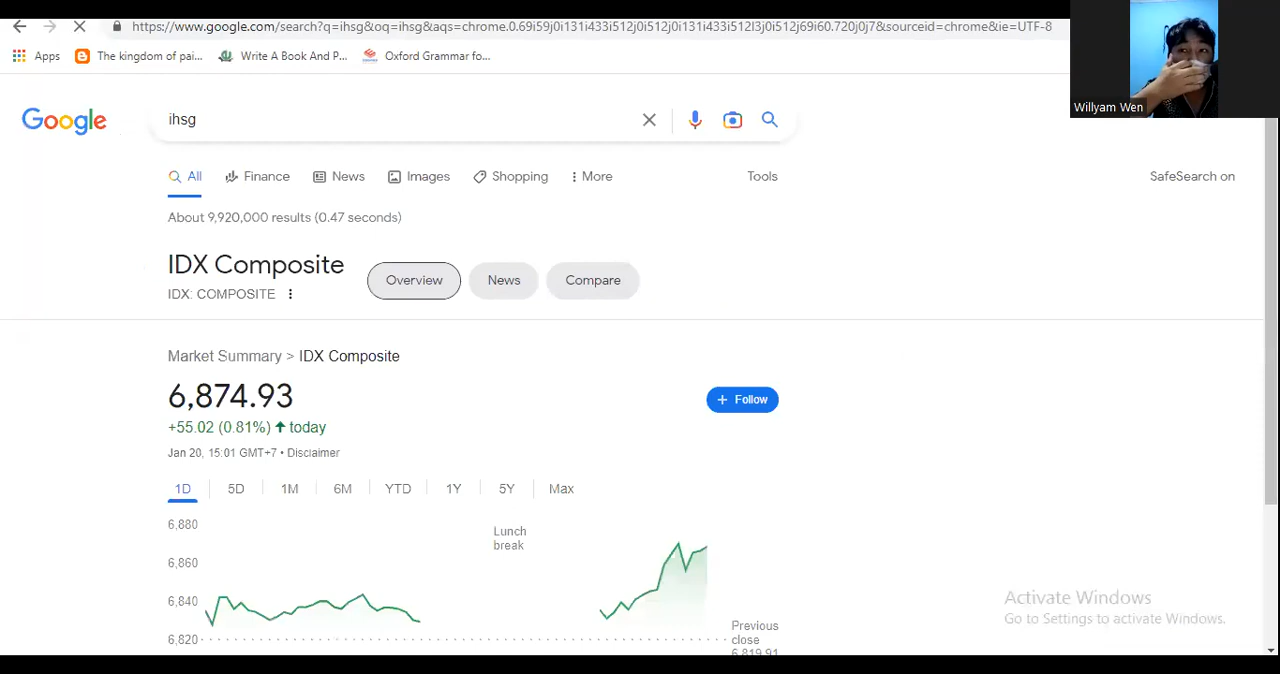 https://www.google.com/search?q=ihsg&oq=ihsg&aqs=chrome.0.69i59j0i131i433i512j0i512j0i131i433i512l3j0i512j69i60.720j0j7&sourceid=chrome&ie=UTF-8
Apps The kingdom of pai... Write A Book And P... Oxford Grammar fo...
Willyam Wen
Google ihsg
All Finance News Images Shopping More Tools SafeSearch on
About 9,920,000 results (0.47 seconds)
IDX Composite
IDX: COMPOSITE
Overview News Compare
Market Summary > IDX Composite
6,874.93
+ Follow
+55.02 (0.81%) ↑ today
Jan 20, 15:01 GMT+7 • Disclaimer
1D 5D 1M 6M YTD 1Y 5Y Max
6,880
Lunch
break
6,860
6,840
6,820
Previous
close
6,819.91
Activate Windows
Go to Settings to activate Windows.